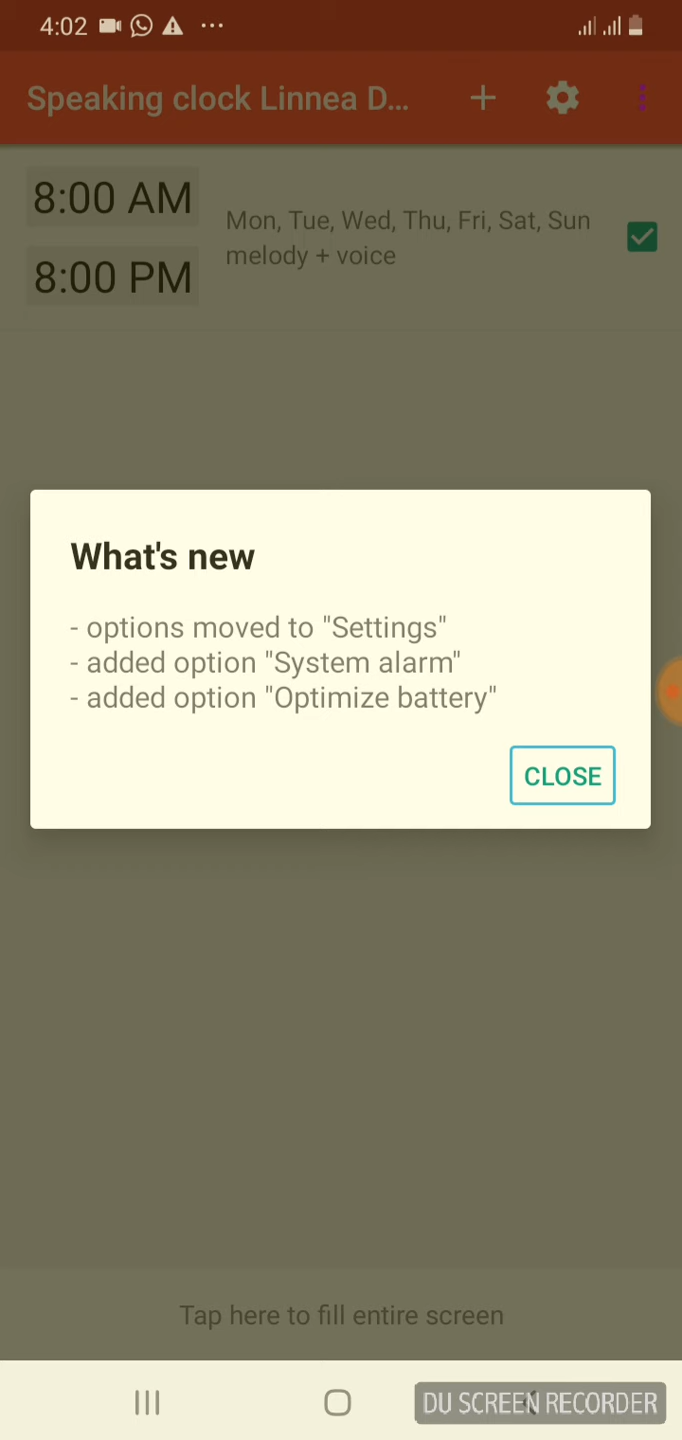 4:02
Speaking clock Linnea D...
8:00 AM
Mon, Tue, Wed, Thu, Fri, Sat, Sun
melody + voice
8:00 PM
What's new
- options moved to "Settings"
- added option "System alarm"
- added option "Optimize battery"
CLOSE
Tap here to fill entire screen
DU SCREEN RECORDER